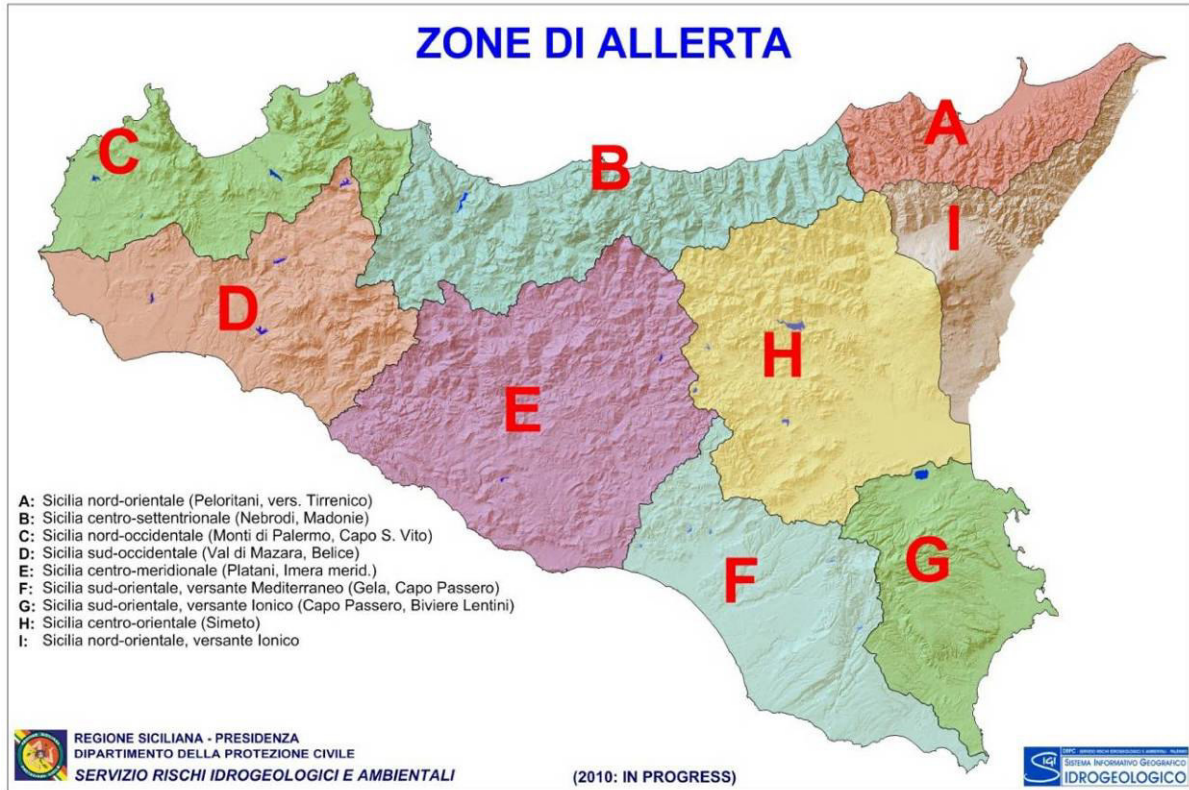 ZONE DI ALLERTA
C
B
A
I
D
H
E
F
G
A: Sicilia nord-orientale (Peloritani, vers. Tirrenico)
B: Sicilia centro-settentrionale (Nebrodi, Madonie)
C: Sicilia nord-occidentale (Monti di Palermo, Capo S. Vito)
D: Sicilia sud-occidentale (Val di Mazara, Belice)
E: Sicilia centro-meridionale (Platani, Imera merid.)
F: Sicilia sud-orientale, versante Mediterraneo (Gela, Capo Passero)
G: Sicilia sud-orientale, versante Ionico (Capo Passero, Biviere Lentini)
H: Sicilia centro-orientale (Simeto)
I: Sicilia nord-orientale, versante Ionico
REGIONE SICILIANA - PRESIDENZA
DIPARTIMENTO DELLA PROTEZIONE CIVILE
SERVIZIO RISCHI IDROGEOLOGICI E AMBIENTALI
(2010: IN PROGRESS)
SIGI
SISTEMA INFORMATIVO GEOGRAFICO
IDROGEOLOGICO